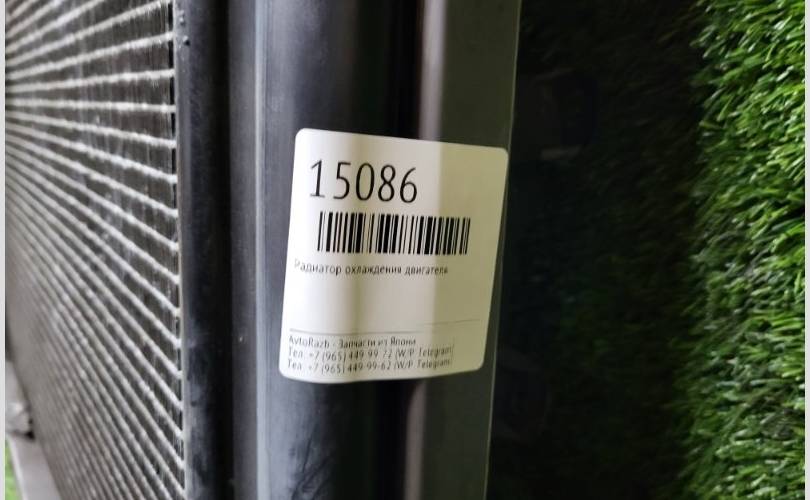 15086
Радиатор охлаждения двигателя
AvtoRazb - Запчасти из Японии
Тел: +7 (965) 449-99-72 (W/P, Telegram)
Тел: +7 (965) 449-99-62 (W/P, Telegram)